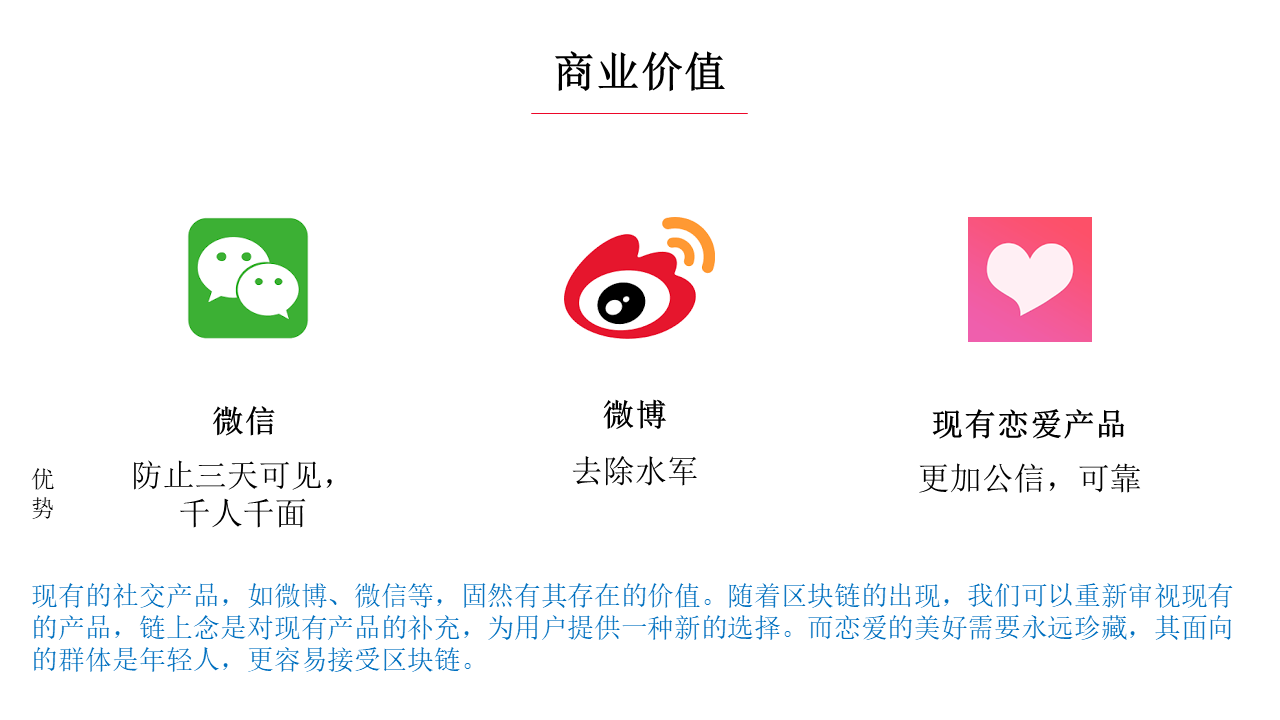 商业价值
微信
微博
现有恋爱产品
优
势
防止三天可见，
千人千面
去除水军
更加公信，可靠
现有的社交产品，如微博、微信等，固然有其存在的价值。随着区块链的出现，我们可以重新审视现有
的产品，链上念是对现有产品的补充，为用户提供一种新的选择。而恋爱的美好需要永远珍藏，其面向
的群体是年轻人，更容易接受区块链。